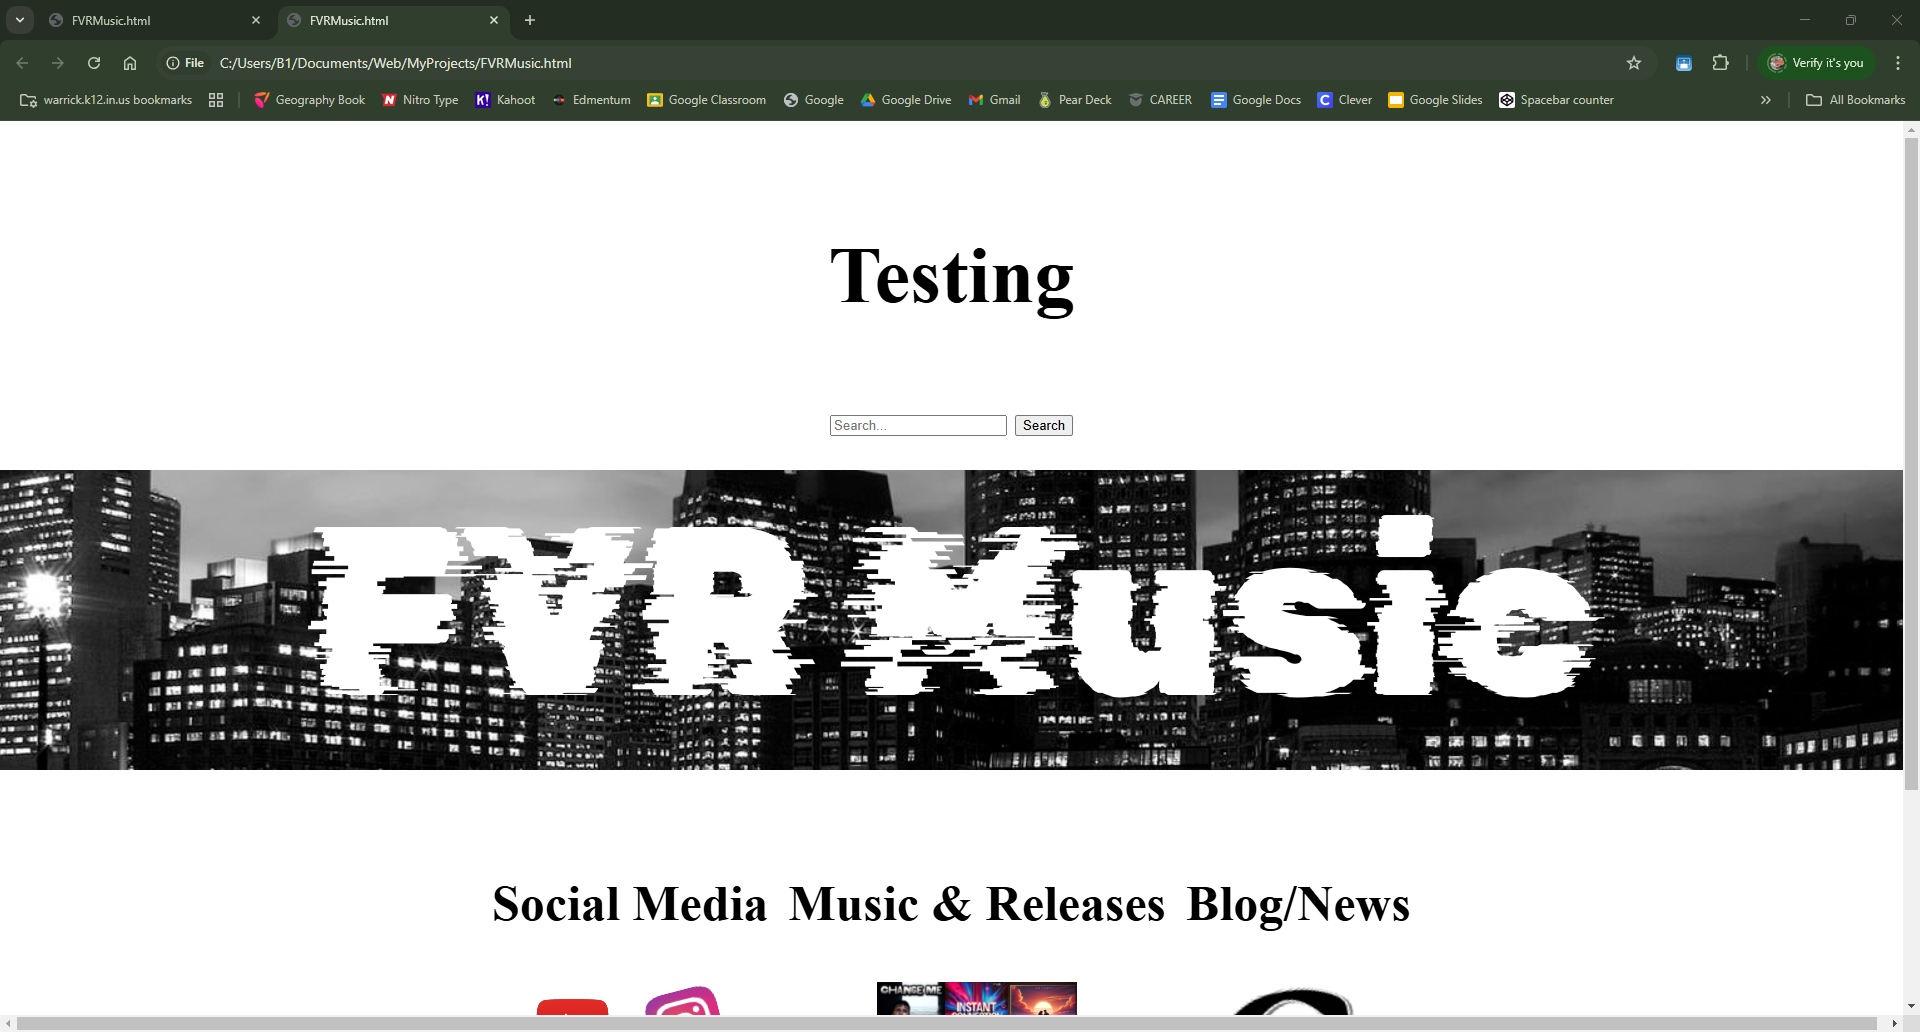 FVRMusic.html
FVRMusic.html
File C:/Users/B1/Documents/Web/MyProjects/FVRMusic.html
Verify it's you
warrick.k12.in.us bookmarks Geography Book Nitro Type Kahoot Edmentum Google Classroom Google Google Drive Gmail Pear Deck CAREER Google Docs Clever Google Slides Spacebar counter All Bookmarks
Testing
Search... Search
FVR Music
Social Media Music & Releases Blog/News
CHANGE ME
INSTANT